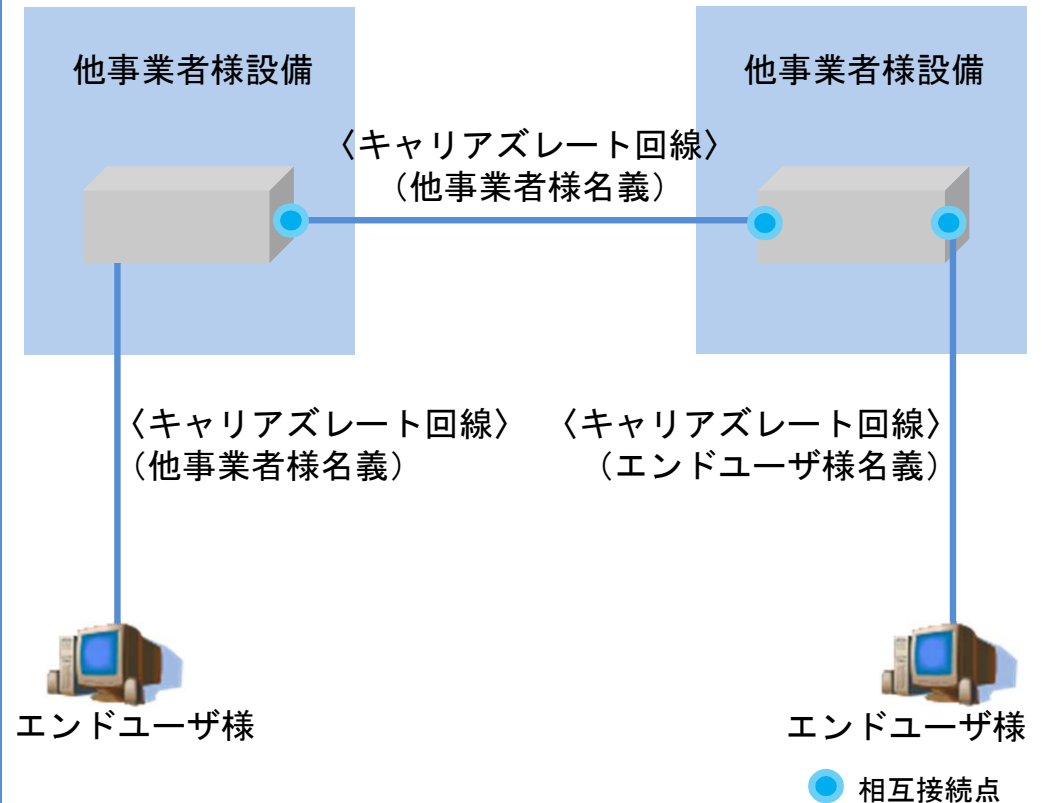 他事業者様設備
他事業者様設備
〈キャリアズレート回線〉
（他事業者様名義）
〈キャリアズレート回線〉
（他事業者様名義）
〈キャリアズレート回線〉
（エンドユーザ様名義）
エンドユーザ様
エンドユーザ様
相互接続点